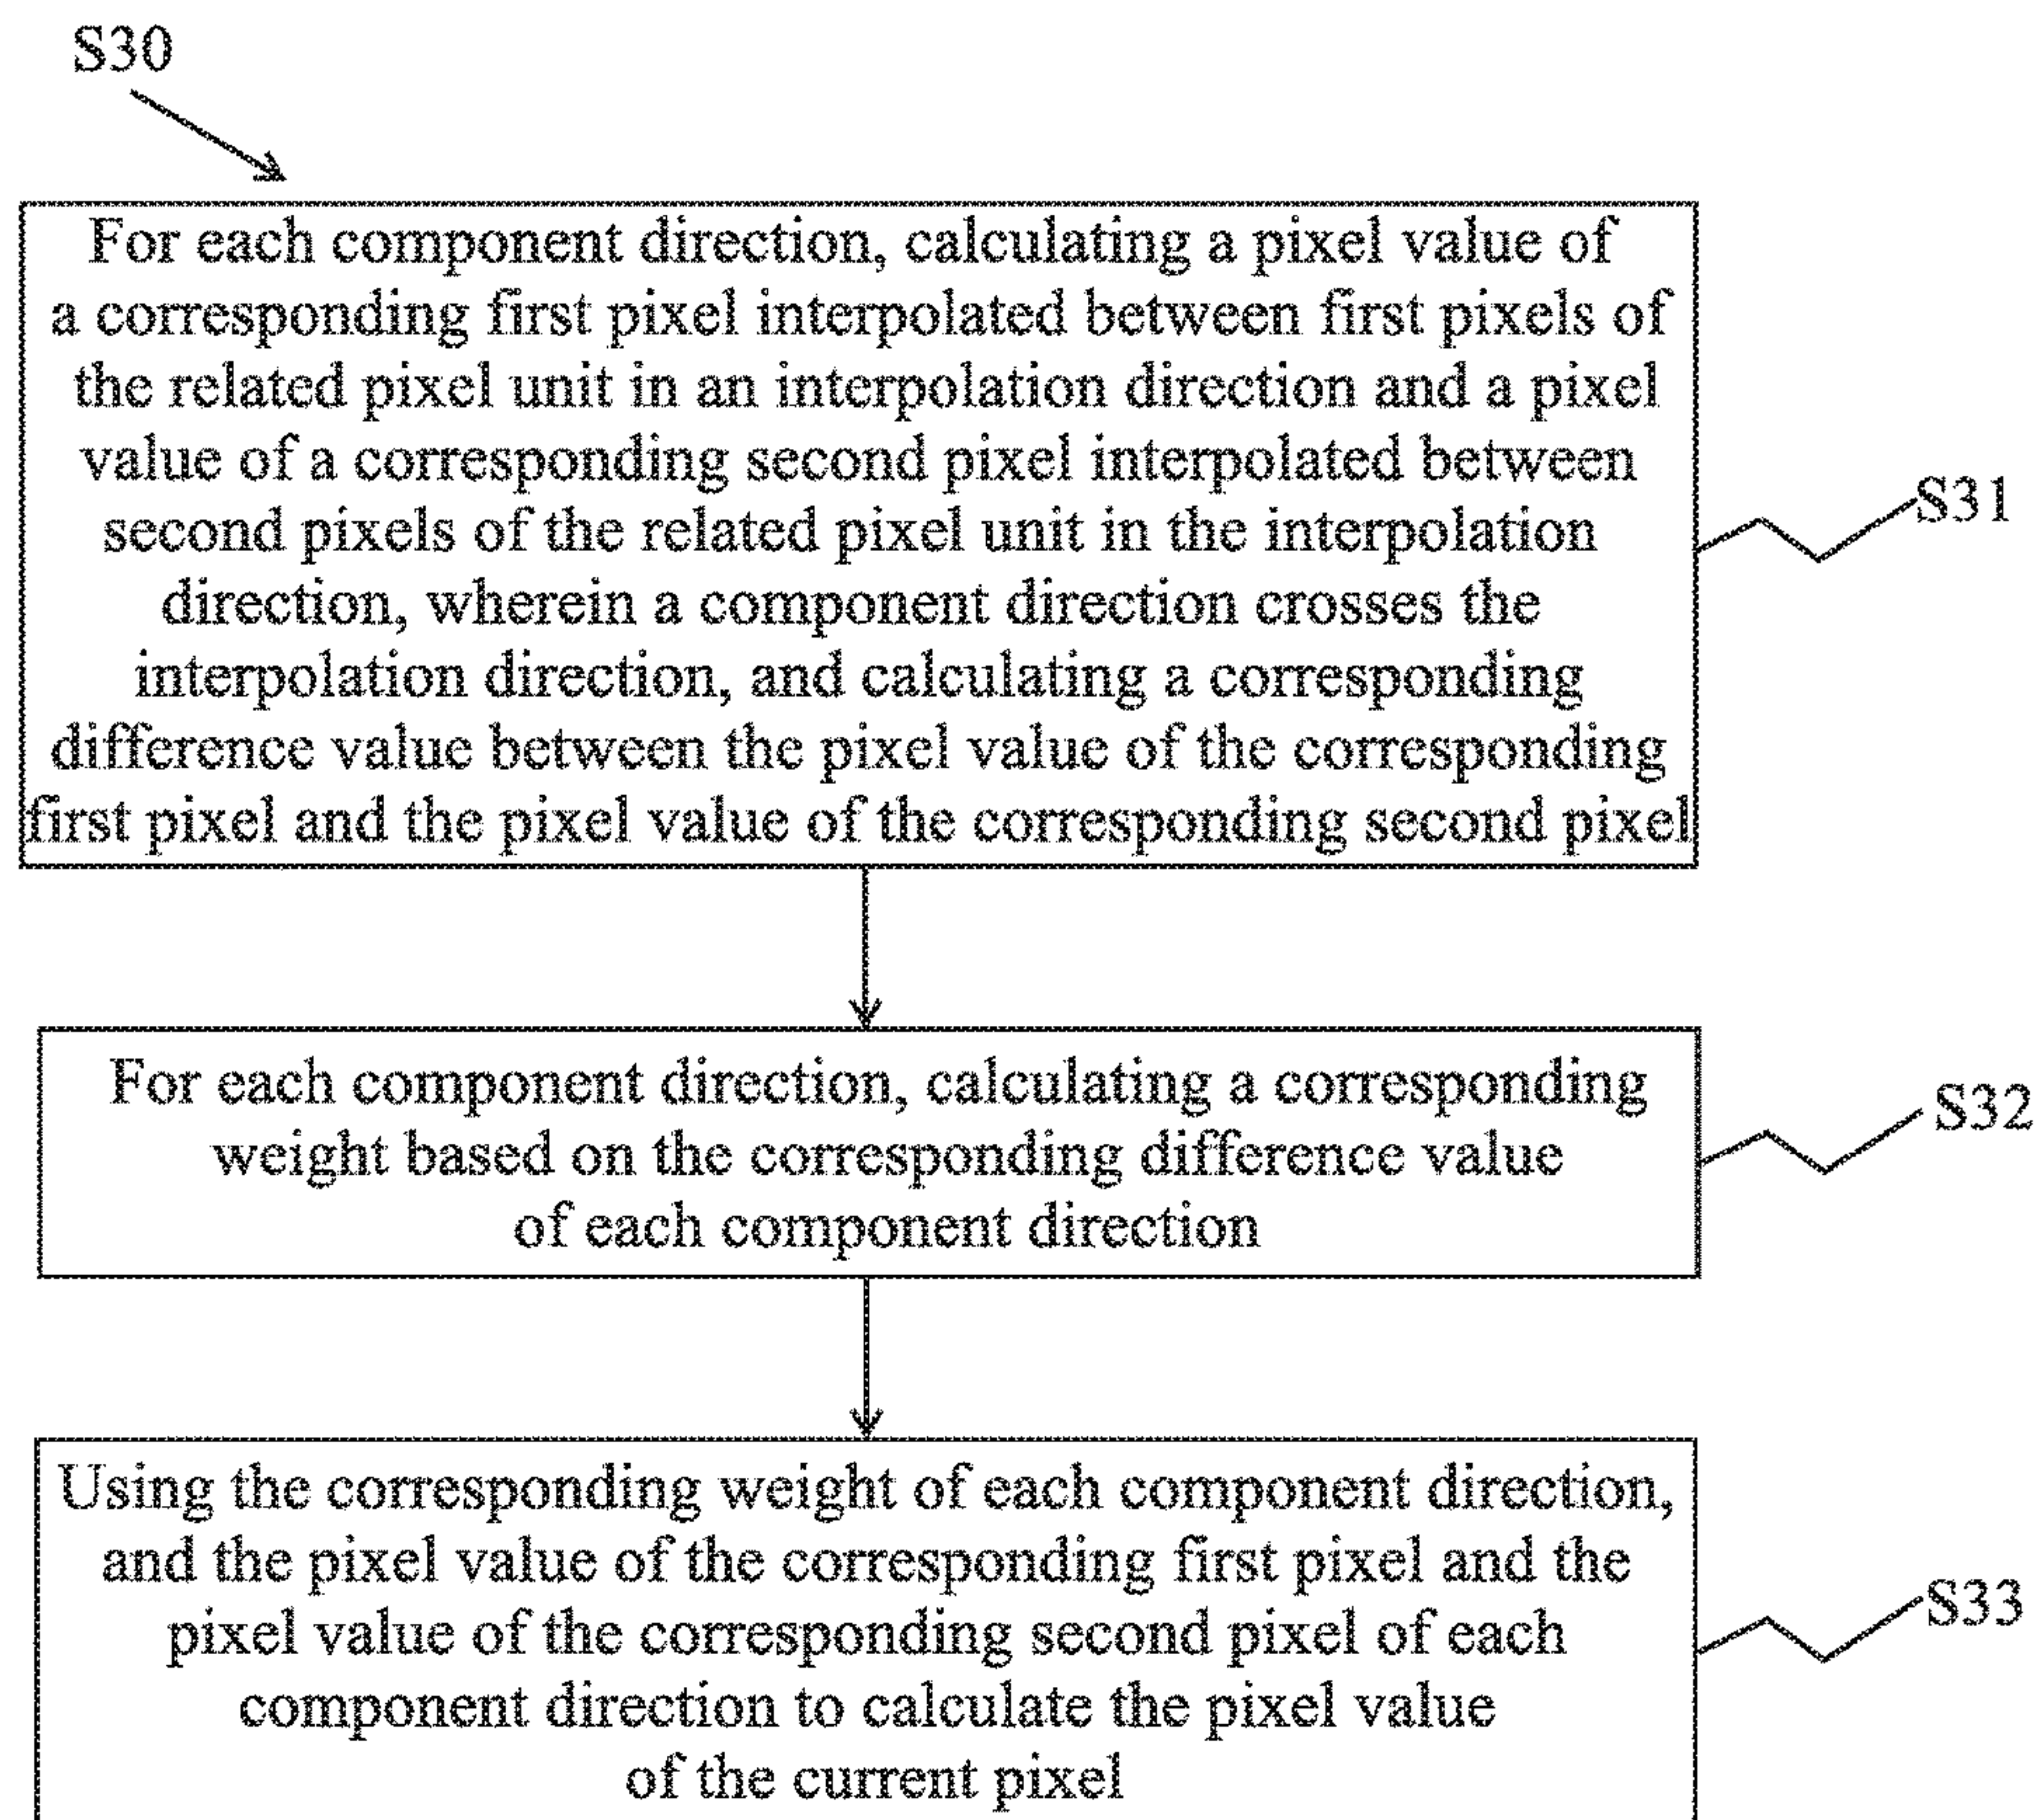 S30
For each component direction, calculating a pixel value of
a corresponding first pixel interpolated between first pixels of
the related pixel unit in an interpolation direction and a pixel
value of a corresponding second pixel interpolated between
second pixels of the related pixel unit in the interpolation
direction, wherein a component direction crosses the
interpolation direction, and calculating a corresponding
difference value between the pixel value of the corresponding
first pixel and the pixel value of the corresponding second pixel
S31
For each component direction, calculating a corresponding
weight based on the corresponding difference value
of each component direction
S32
Using the corresponding weight of each component direction,
and the pixel value of the corresponding first pixel and the
pixel value of the corresponding second pixel of each
component direction to calculate the pixel value
of the current pixel
S33